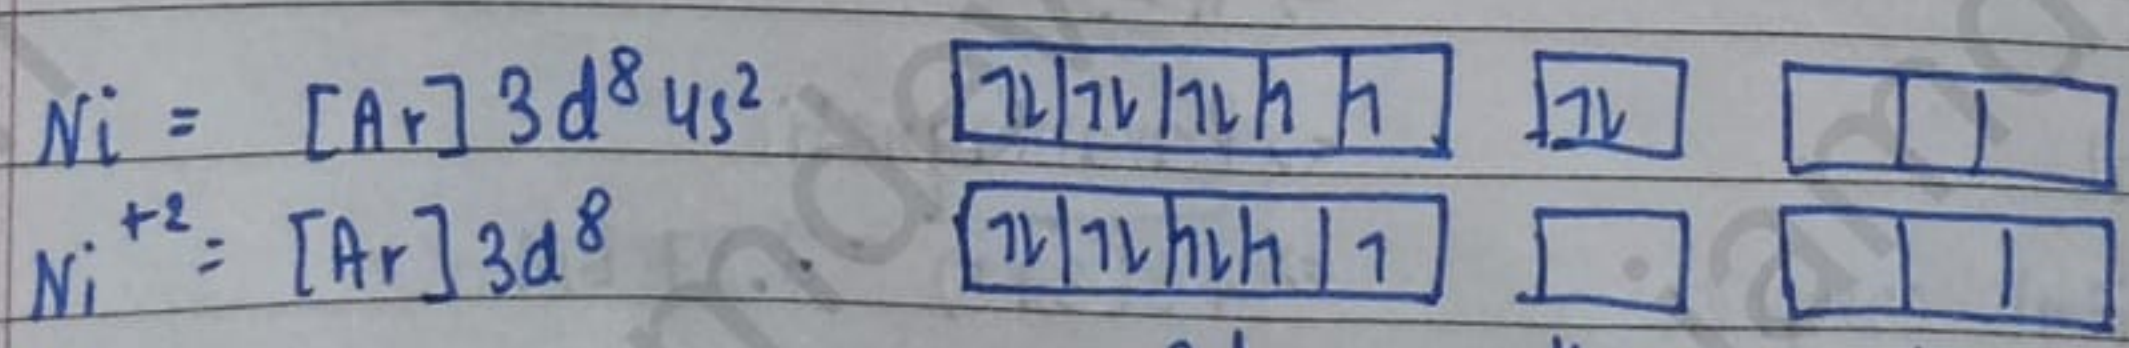 Ni = [Ar] 3d⁸ 4s² ↿⇂ ↿⇂ ↿⇂ ↿ ↿ ↿⇂
Ni⁺² = [Ar] 3d⁸ ↿⇂ ↿⇂ ↿⇂ ↿ ↿